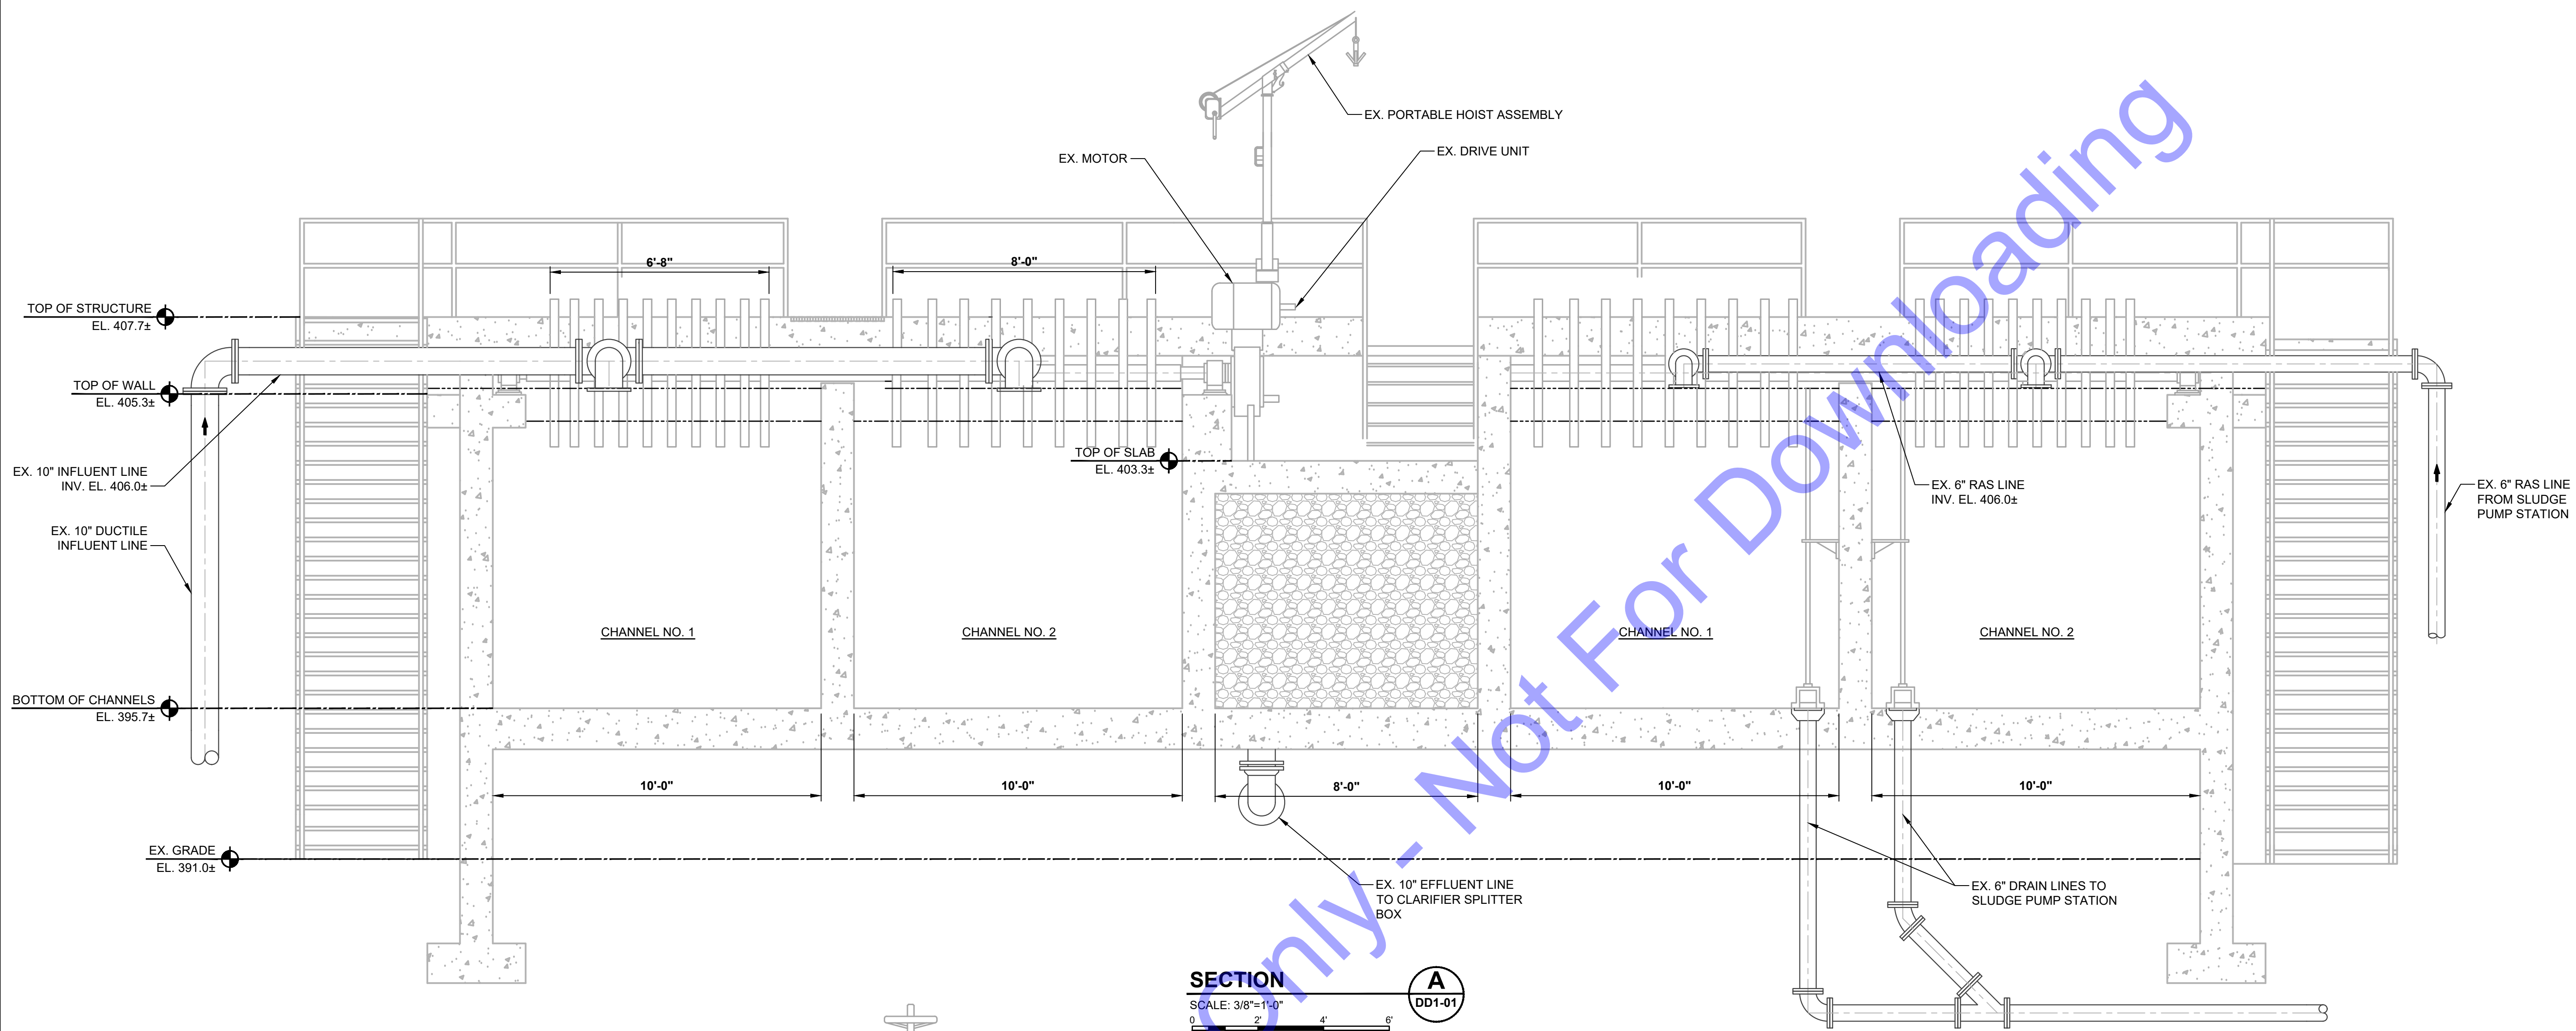 EX. PORTABLE HOIST ASSEMBLY
EX. MOTOR
EX. DRIVE UNIT
6'-8"
8'-0"
TOP OF STRUCTURE
EL. 407.7±
TOP OF WALL
EL. 405.3±
TOP OF SLAB
EL. 403.3±
EX. 10" INFLUENT LINE
INV. EL. 406.0±
EX. 6" RAS LINE
INV. EL. 406.0±
EX. 6" RAS LINE
FROM SLUDGE
PUMP STATION
EX. 10" DUCTILE
INFLUENT LINE
CHANNEL NO. 1
CHANNEL NO. 2
CHANNEL NO. 1
CHANNEL NO. 2
BOTTOM OF CHANNELS
EL. 395.7±
10'-0"
10'-0"
8'-0"
10'-0"
10'-0"
EX. GRADE
EL. 391.0±
EX. 10" EFFLUENT LINE
TO CLARIFIER SPLITTER
BOX
EX. 6" DRAIN LINES TO
SLUDGE PUMP STATION
SECTION
A
DD1-01
SCALE: 3/8"=1'-0"
0 2' 4' 6'
Only - Not For Downloading